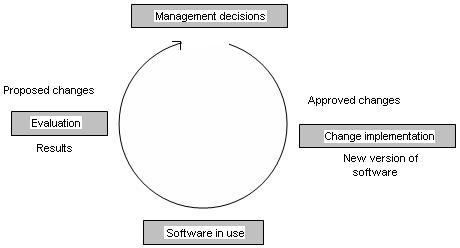 Management decisions
Proposed changes
Approved changes
Evaluation
Change implementation
Results
New version of
software
Software in use